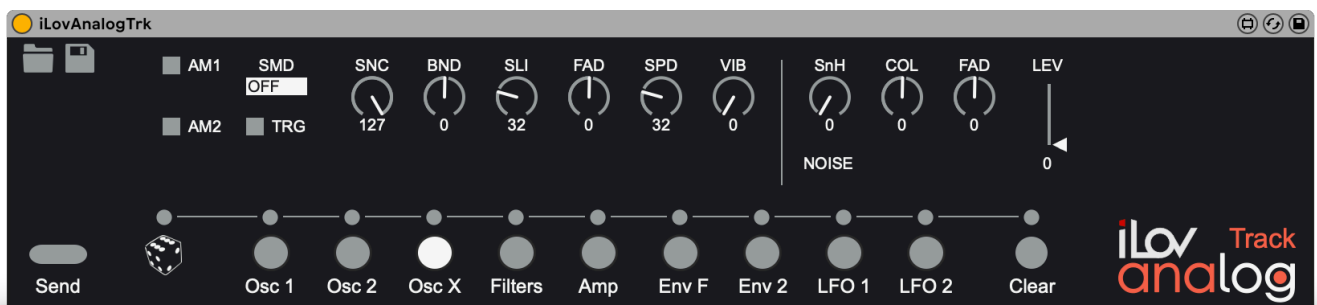 iLovAnalogTrk
AM1 SMD SNC BND SLI FAD SPD VIB SnH COL FAD LEV
OFF
AM2 TRG 127 0 32 0 32 0 0 0 0
NOISE 0
iLov Track
analog
Send Osc 1 Osc 2 Osc X Filters Amp Env F Env 2 LFO 1 LFO 2 Clear